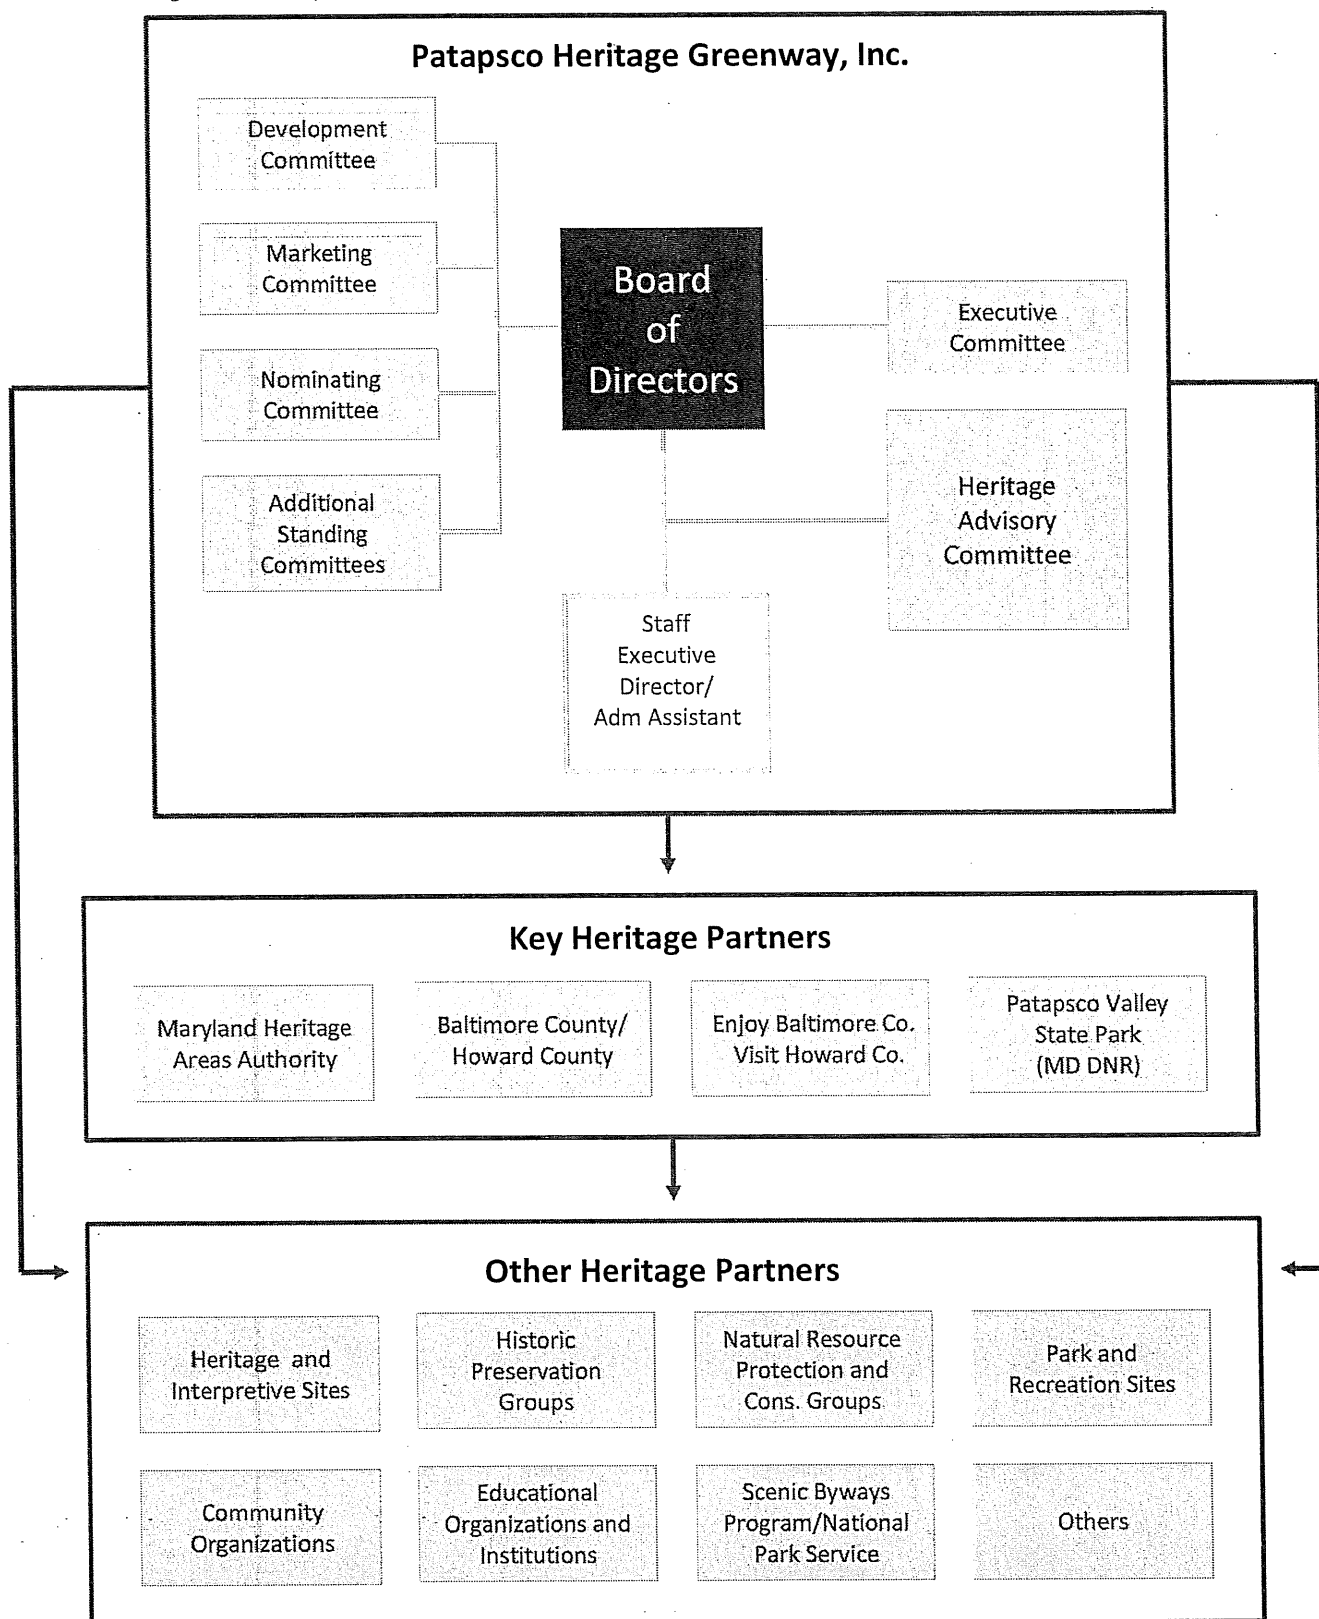 Patapsco Heritage Greenway, Inc.
Development
Committee
Marketing
Committee
Nominating
Committee
Additional
Standing
Committees
Board
of
Directors
Executive
Committee
Heritage
Advisory
Committee
Staff
Executive
Director/
Adm Assistant
Key Heritage Partners
Maryland Heritage
Areas Authority
Baltimore County/
Howard County
Enjoy Baltimore Co.
Visit Howard Co.
Patapsco Valley
State Park
(MD DNR)
Other Heritage Partners
Heritage and
Interpretive Sites
Historic
Preservation
Groups
Natural Resource
Protection and
Cons. Groups
Park and
Recreation Sites
Community
Organizations
Educational
Organizations and
Institutions
Scenic Byways
Program/National
Park Service
Others